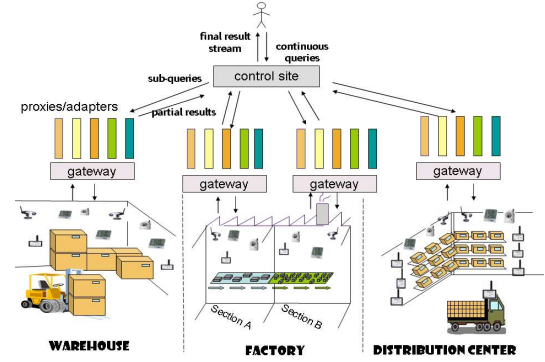 final result
stream
continuous
queries
sub-queries
control site
proxies/adapters
partial results
gateway
gateway
gateway
gateway
Section A
Section B
WAREHOUSE
FACTORY
DISTRIBUTION CENTER